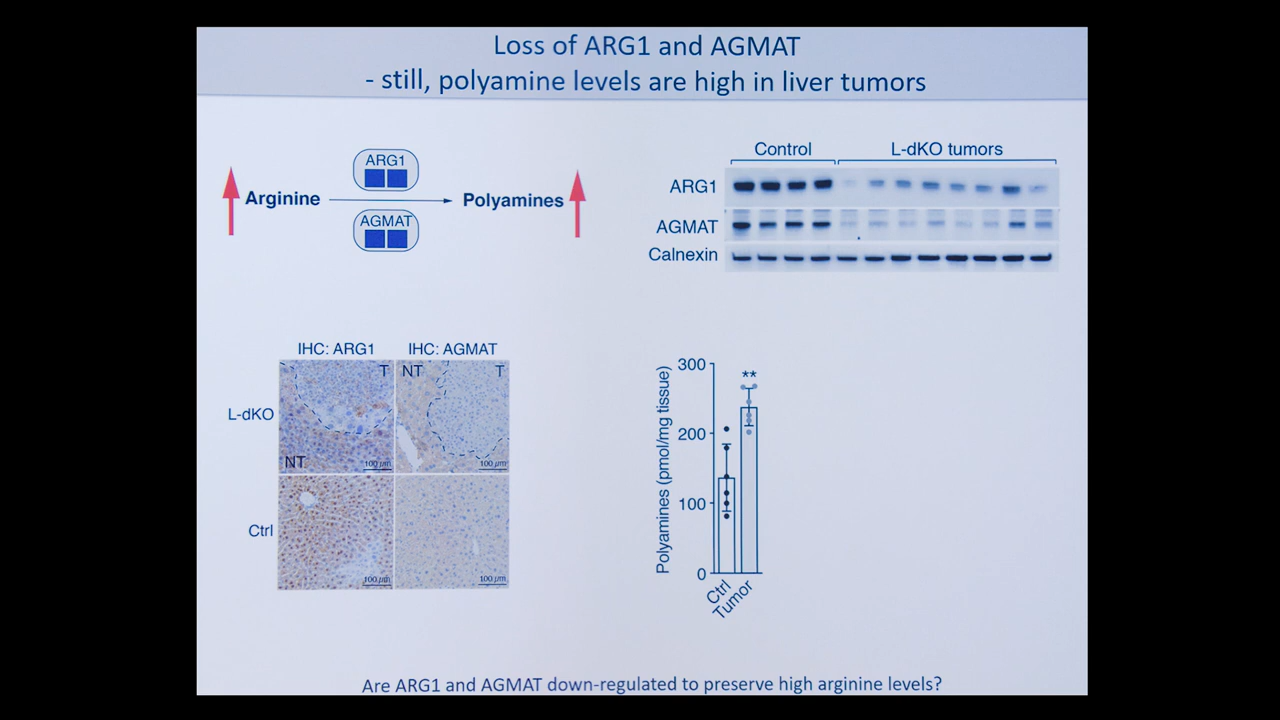 Loss of ARG1 and AGMAT
- still, polyamine levels are high in liver tumors
ARG1
Arginine
Polyamines
AGMAT
Control
L-dKO tumors
ARG1
AGMAT
Calnexin
IHC: ARG1
IHC: AGMAT
L-dKO
T
NT
100 µm
NT
T
100 µm
Ctrl
100 µm
100 µm
Polyamines (pmol/mg tissue)
300
200
100
0
**
Ctrl
Tumor
Are ARG1 and AGMAT down-regulated to preserve high arginine levels?